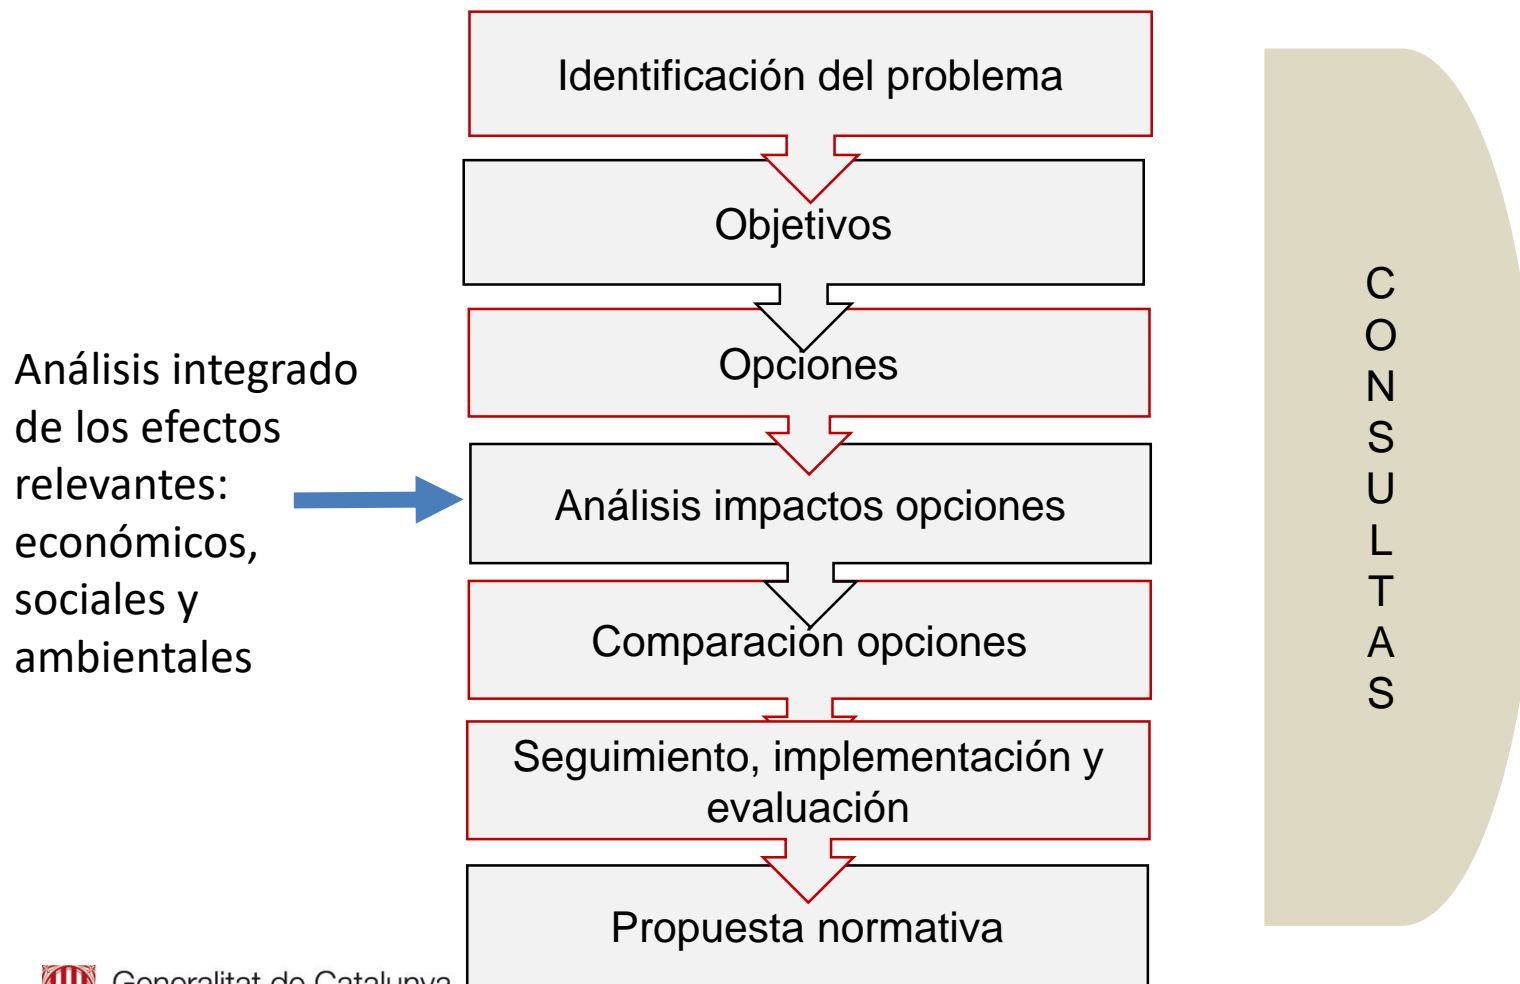 Identificación del problema
Objetivos
Opciones
Análisis integrado
de los efectos
relevantes:
económicos,
sociales y
ambientales
Análisis impactos opciones
Comparación opciones
Seguimiento, implementación y
evaluación
Propuesta normativa
C
O
N
S
U
L
T
A
S
Generalitat de Catalunya